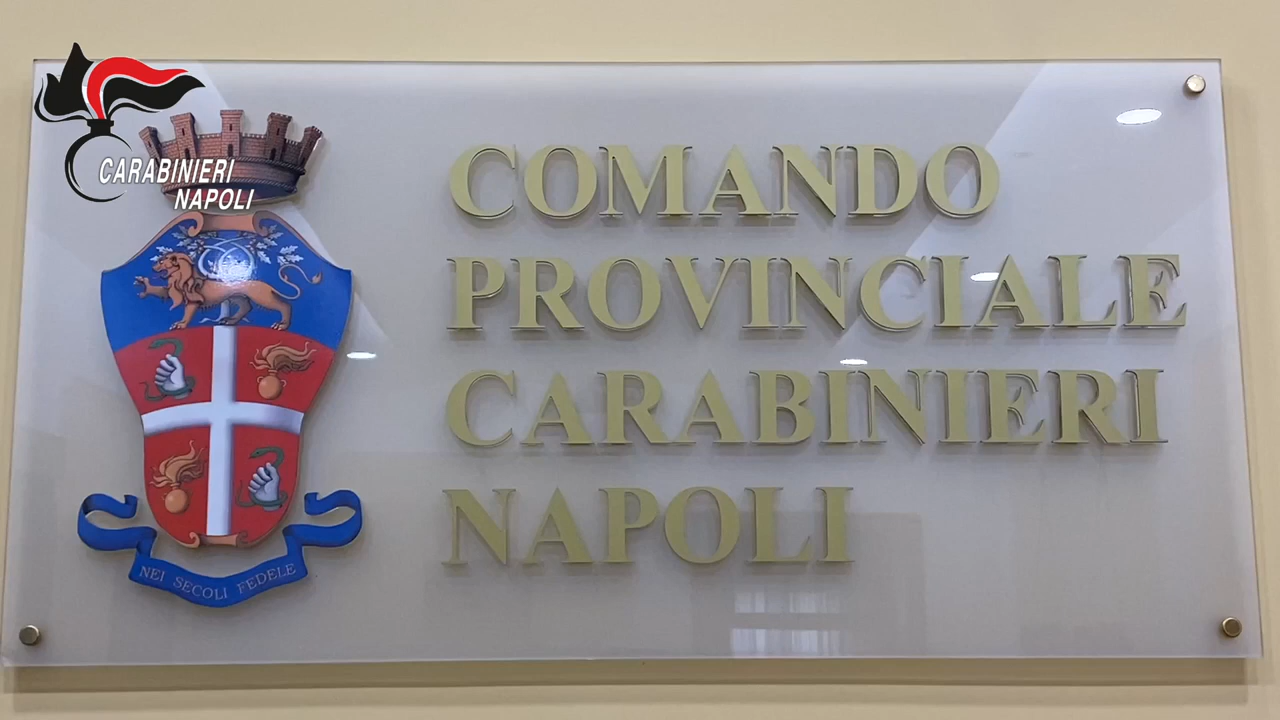 CARABINIERI
NAPOLI
COMANDO
PROVINCIALE
CARABINIERI
NAPOLI
NEI SECOLI FEDELE